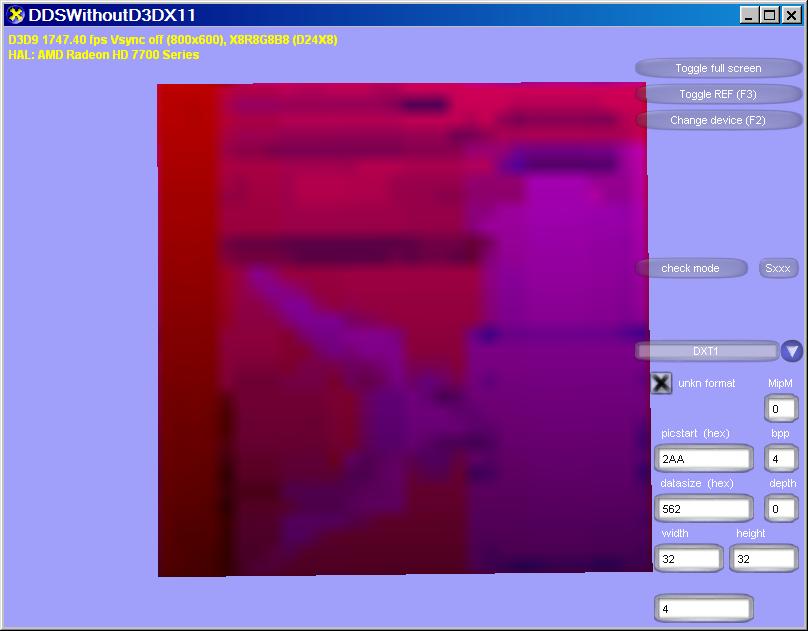 DDSWithoutD3DX11
D3D9 1747.40 fps Vsync off (800x600), X8R8G8B8 (D24X8)
HAL: AMD Radeon HD 7700 Series
Toggle full screen
Toggle REF (F3)
Change device (F2)
check mode Sxxx
DXT1
unkn format MipM
0
picstart (hex) bpp
2AA 4
datasize (hex) depth
562 0
width height
32 32
4